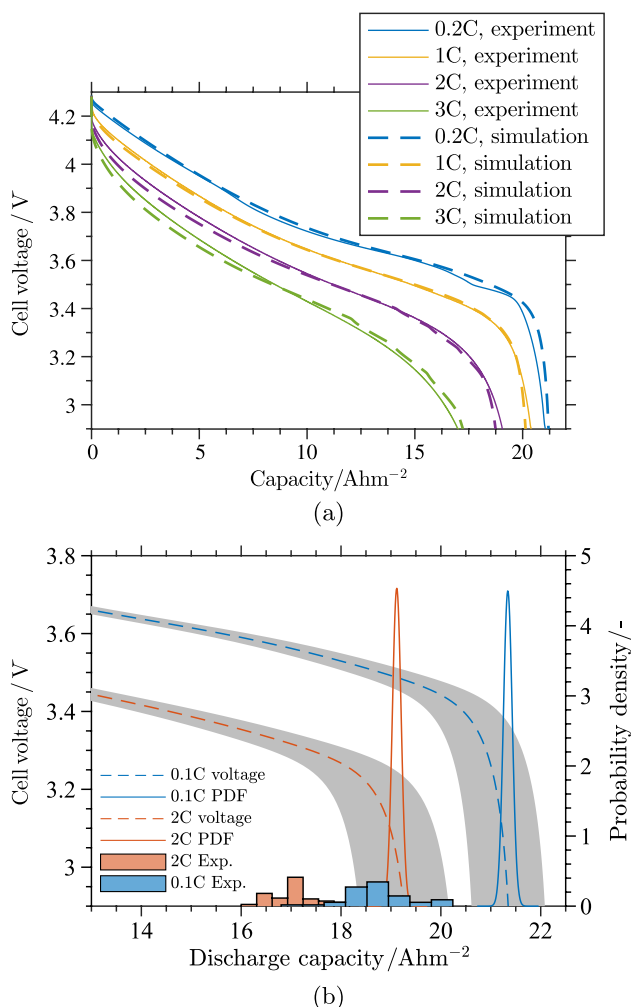 0.2C, experiment
1C, experiment
2C, experiment
3C, experiment
0.2C, simulation
1C, simulation
2C, simulation
3C, simulation
4.2
4
3.8
3.6
3.4
3.2
3
Cell voltage / V
0 5 10 15 20
Capacity/Ahm⁻²
(a)
3.8
3.6
3.4
3.2
3
Cell voltage / V
5
4
3
2
1
0
Probability density/-
0.1C voltage
0.1C PDF
2C voltage
2C PDF
2C Exp.
0.1C Exp.
14 16 18 20 22
Discharge capacity/Ahm⁻²
(b)